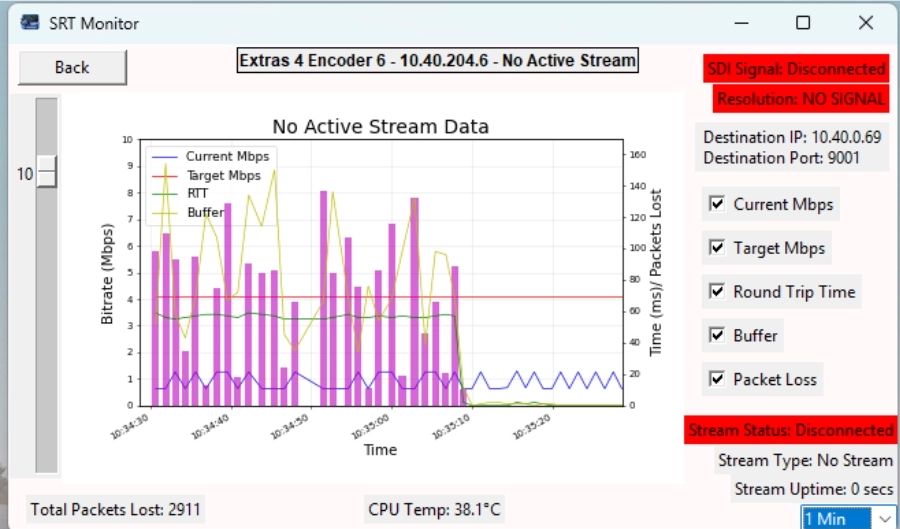 SRT Monitor
Back
Extras 4 Encoder 6 - 10.40.204.6 - No Active Stream
SDI Signal: Disconnected
Resolution: NO SIGNAL
Destination IP: 10.40.0.69
Destination Port: 9001
10
No Active Stream Data
Current Mbps
Target Mbps
RTT
Buffer
Bitrate (Mbps)
10
9
8
7
6
5
4
3
2
1
0
160
140
120
100
80
60
40
20
0
Time (ms)/ Packets Lost
10:34:30
10:34:40
10:34:50
10:35:00
10:35:10
10:35:20
Time
Current Mbps
Target Mbps
Round Trip Time
Buffer
Packet Loss
Stream Status: Disconnected
Stream Type: No Stream
Stream Uptime: 0 secs
1 Min
Total Packets Lost: 2911
CPU Temp: 38.1°C